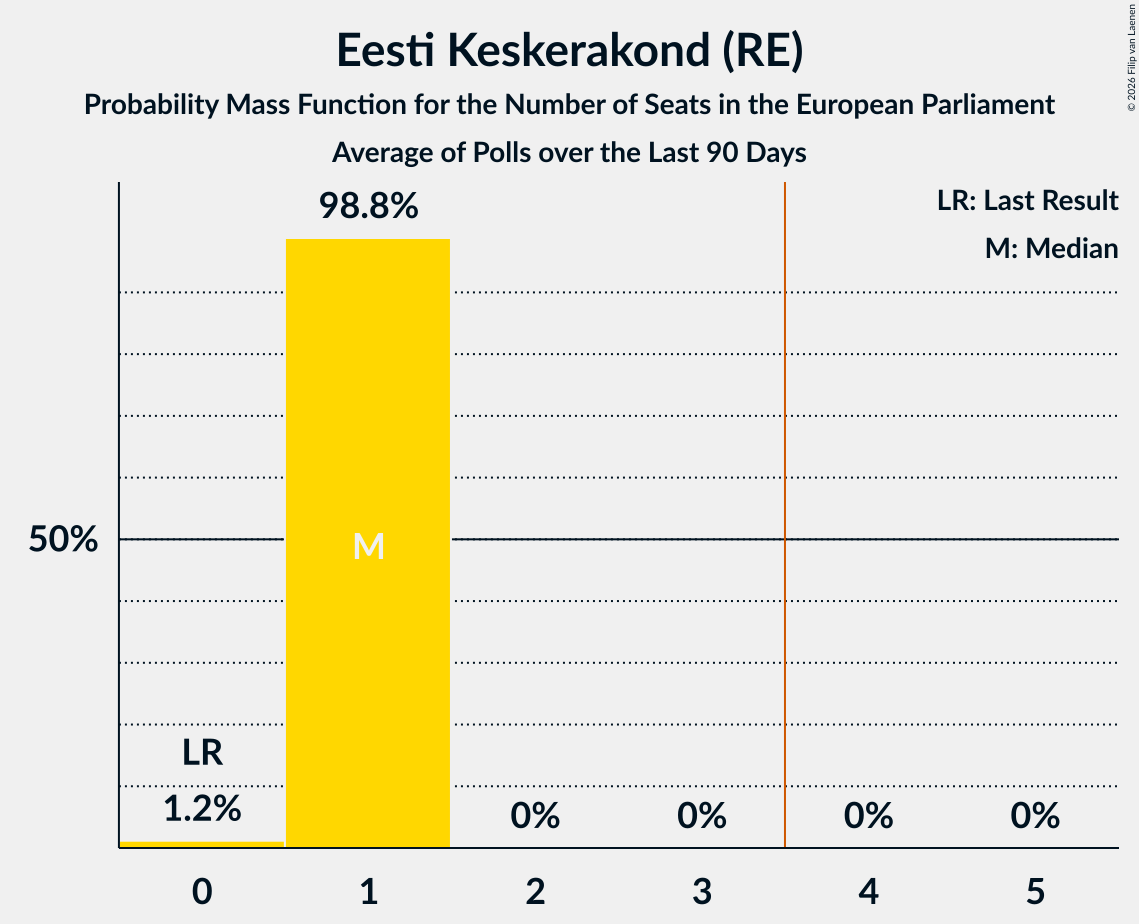 Eesti Keskerakond (RE)
Probability Mass Function for the Number of Seats in the European Parliament
Average of Polls over the Last 90 Days
© 2026 Filip van Laenen
LR: Last Result
M: Median
98.8%
50%
M
LR
1.2%
0%
0%
0%
0%
0
1
2
3
4
5